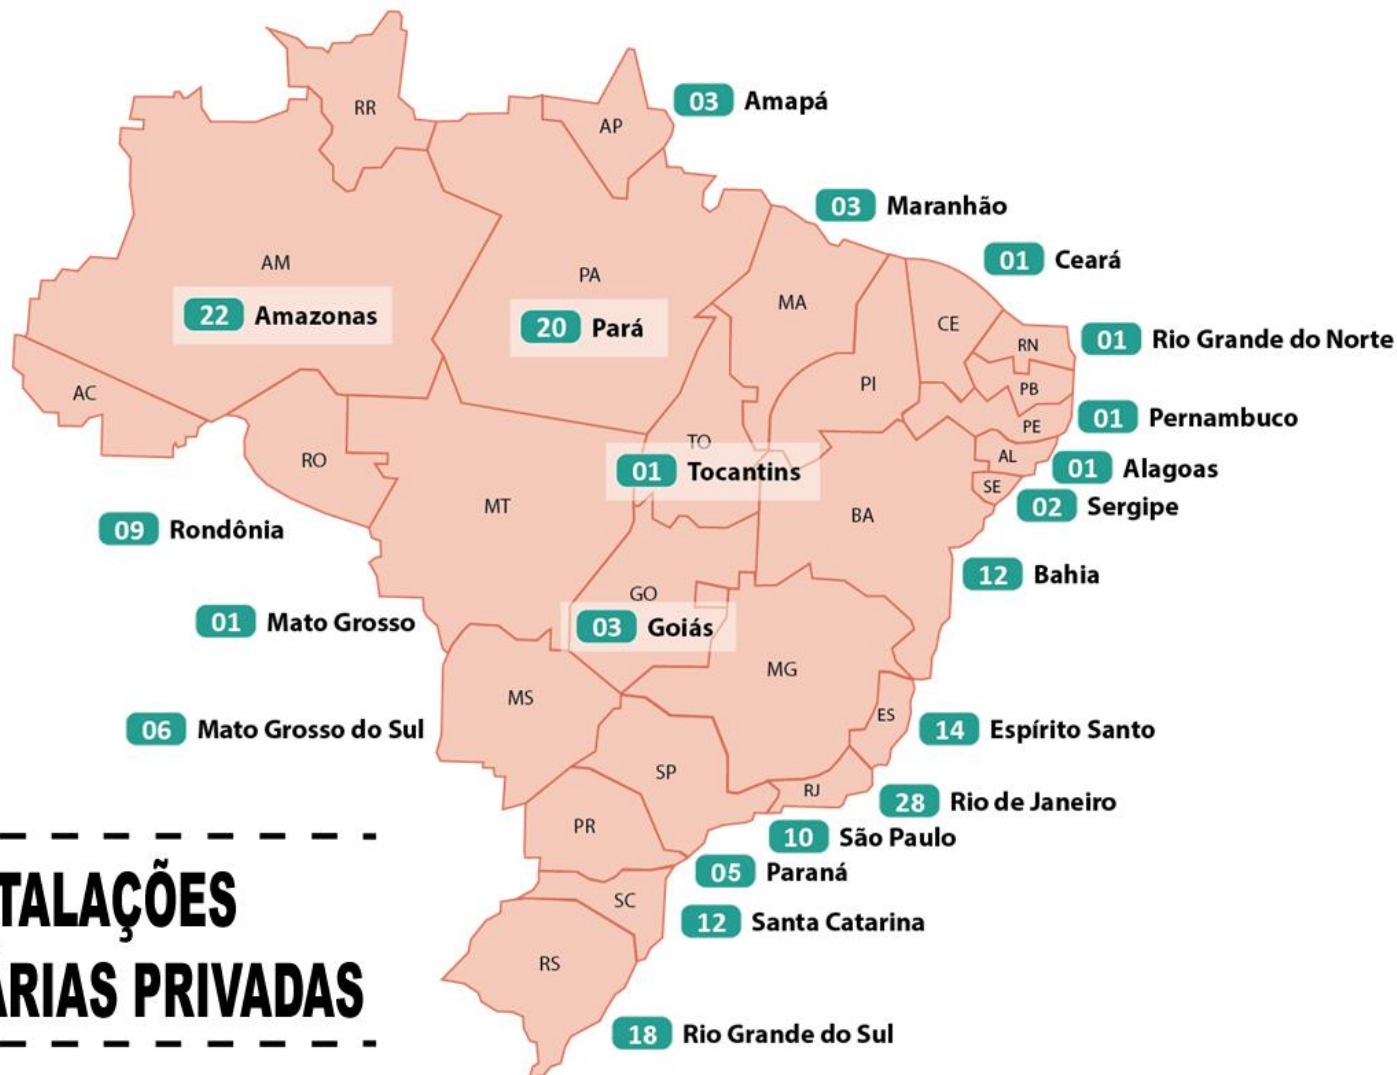 RR
AP
03 Amapá
03 Maranhão
01 Ceará
AM
PA
22 Amazonas
20 Pará
MA
CE
RN
01 Rio Grande do Norte
AC
PI
PB
PE
01 Pernambuco
RO
TO
AL
01 Alagoas
01 Tocantins
SE
02 Sergipe
MT
BA
09 Rondônia
12 Bahia
GO
01 Mato Grosso
03 Goiás
MG
MS
ES
06 Mato Grosso do Sul
14 Espírito Santo
SP
RJ
28 Rio de Janeiro
PR
10 São Paulo
05 Paraná
TALAÇÕES
SC
12 Santa Catarina
RS
ÁRIAS PRIVADAS
18 Rio Grande do Sul